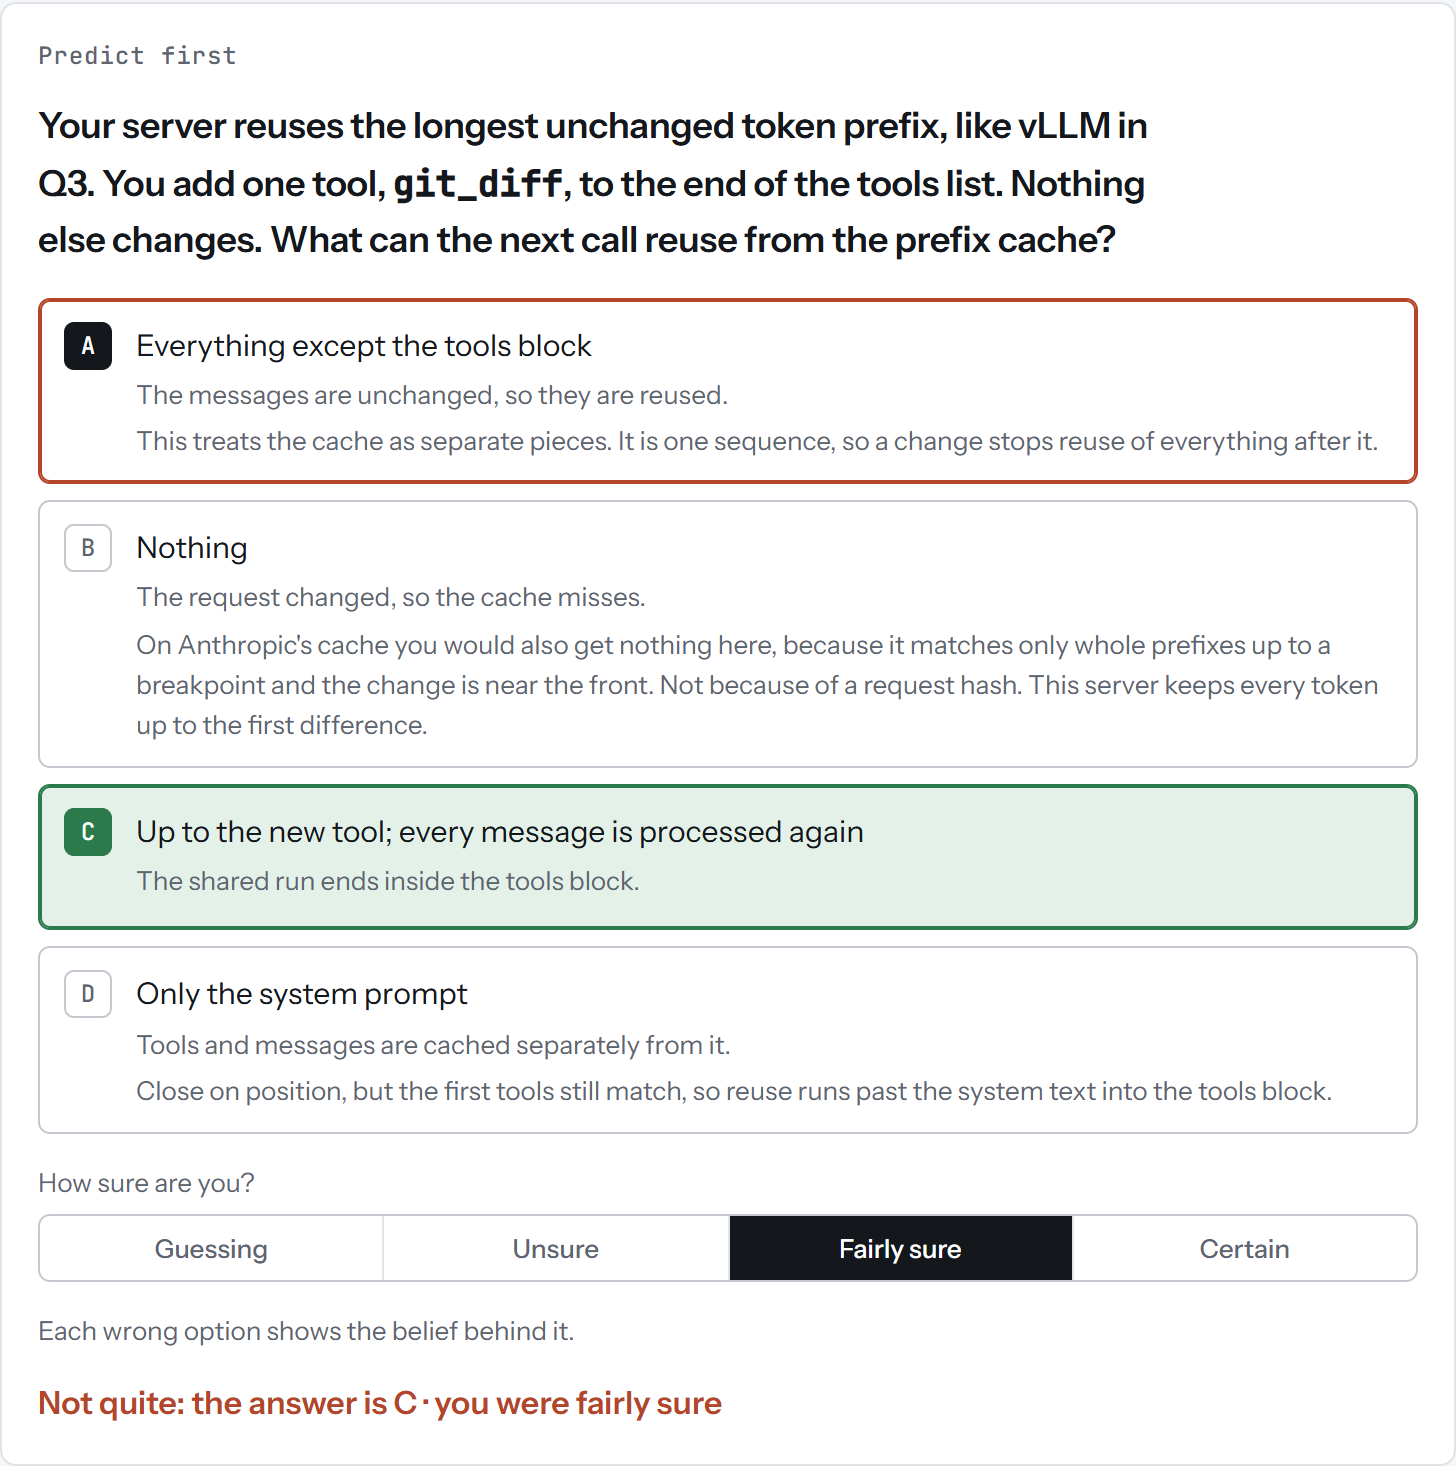 Predict first
Your server reuses the longest unchanged token prefix, like vLLM in
Q3. You add one tool, git_diff, to the end of the tools list. Nothing
else changes. What can the next call reuse from the prefix cache?
A
Everything except the tools block
The messages are unchanged, so they are reused.
This treats the cache as separate pieces. It is one sequence, so a change stops reuse of everything after it.
B
Nothing
The request changed, so the cache misses.
On Anthropic's cache you would also get nothing here, because it matches only whole prefixes up to a
breakpoint and the change is near the front. Not because of a request hash. This server keeps every token
up to the first difference.
C
Up to the new tool; every message is processed again
The shared run ends inside the tools block.
D
Only the system prompt
Tools and messages are cached separately from it.
Close on position, but the first tools still match, so reuse runs past the system text into the tools block.
How sure are you?
Guessing
Unsure
Fairly sure
Certain
Each wrong option shows the belief behind it.
Not quite: the answer is C · you were fairly sure